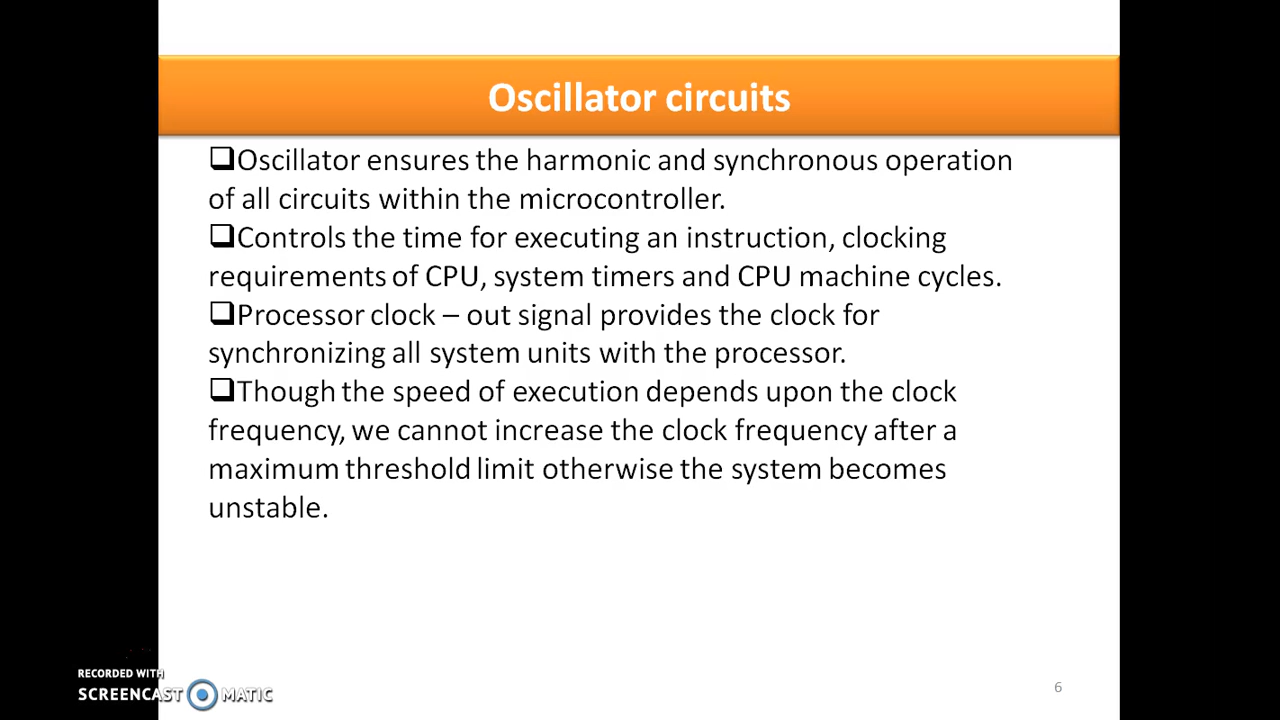 Oscillator circuits
❑Oscillator ensures the harmonic and synchronous operation
of all circuits within the microcontroller.
❑Controls the time for executing an instruction, clocking
requirements of CPU, system timers and CPU machine cycles.
❑Processor clock – out signal provides the clock for
synchronizing all system units with the processor.
❑Though the speed of execution depends upon the clock
frequency, we cannot increase the clock frequency after a
maximum threshold limit otherwise the system becomes
unstable.
RECORDED WITH
SCREENCAST MATIC
6